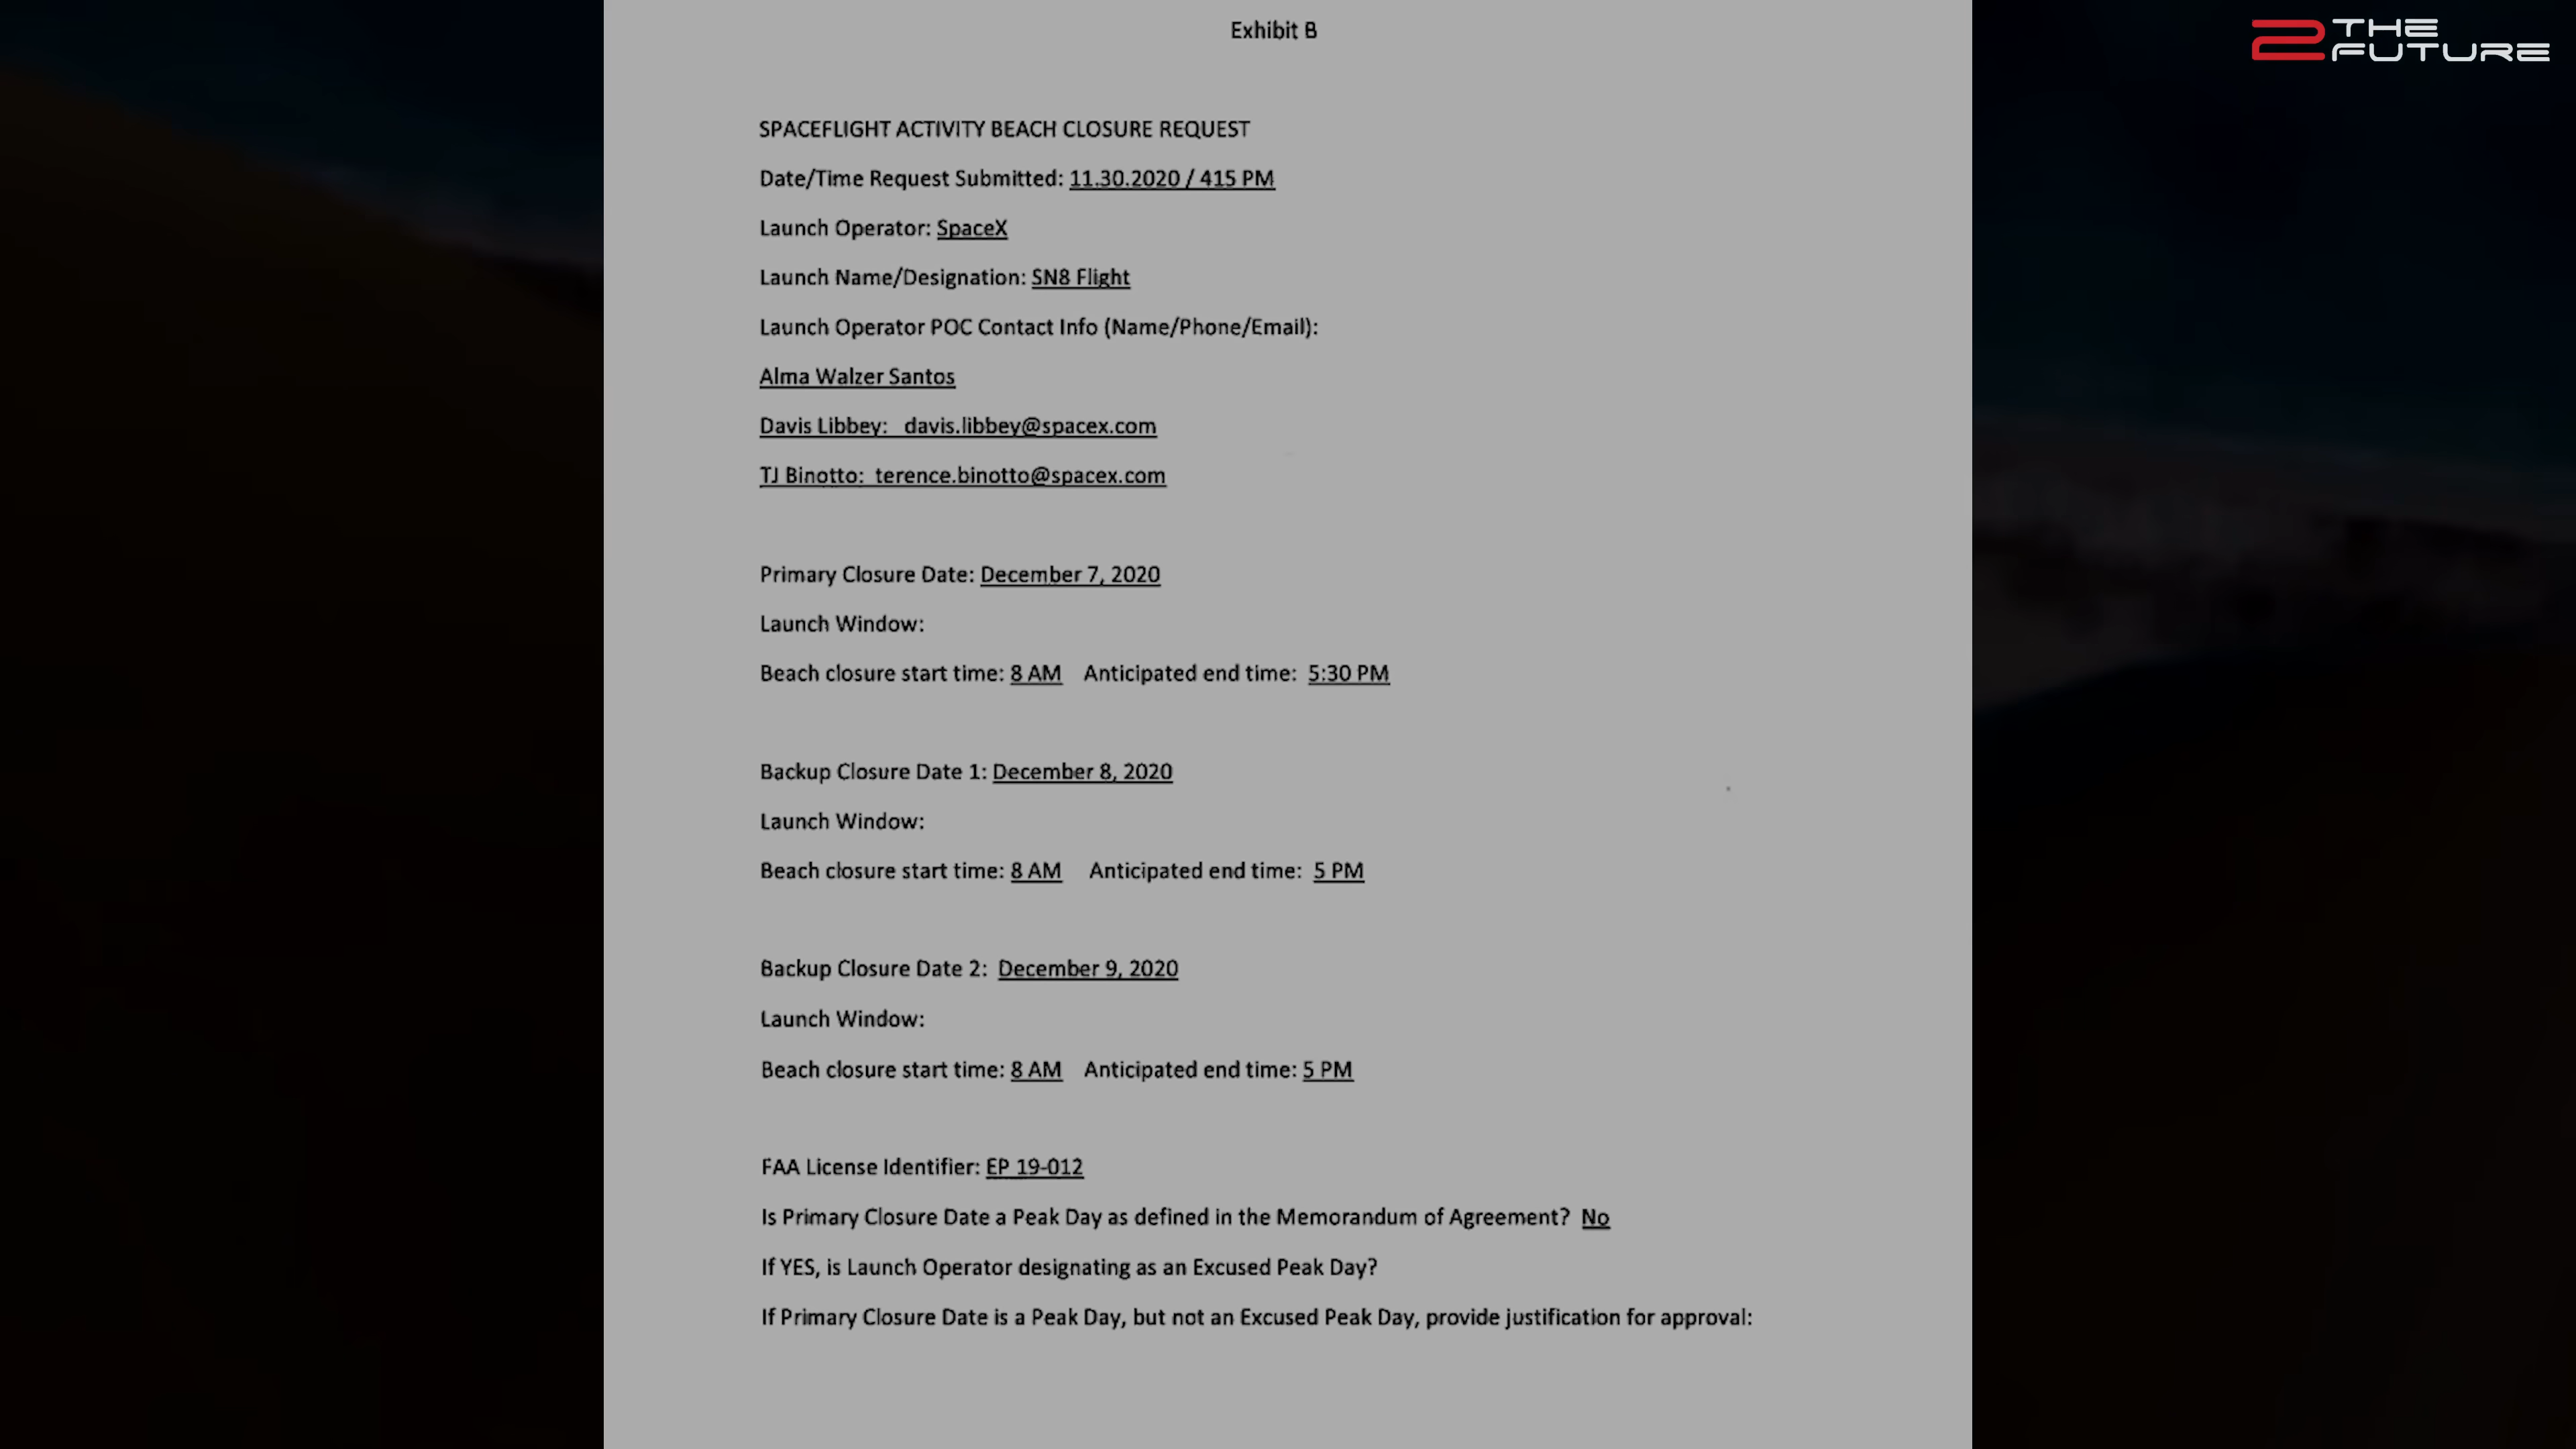 Exhibit B
2 THE FUTURE
SPACEFLIGHT ACTIVITY BEACH CLOSURE REQUEST
Date/Time Request Submitted: 11.30.2020 / 415 PM
Launch Operator: SpaceX
Launch Name/Designation: SN8 Flight
Launch Operator POC Contact Info (Name/Phone/Email):
Alma Walzer Santos
Davis Libbey: davis.libbey@spacex.com
TJ Binotto: terence.binotto@spacex.com
Primary Closure Date: December 7, 2020
Launch Window:
Beach closure start time: 8 AM Anticipated end time: 5:30 PM
Backup Closure Date 1: December 8, 2020
Launch Window:
Beach closure start time: 8 AM Anticipated end time: 5 PM
Backup Closure Date 2: December 9, 2020
Launch Window:
Beach closure start time: 8 AM Anticipated end time: 5 PM
FAA License Identifier: EP 19-012
Is Primary Closure Date a Peak Day as defined in the Memorandum of Agreement? No
If YES, is Launch Operator designating as an Excused Peak Day?
If Primary Closure Date is a Peak Day, but not an Excused Peak Day, provide justification for approval: